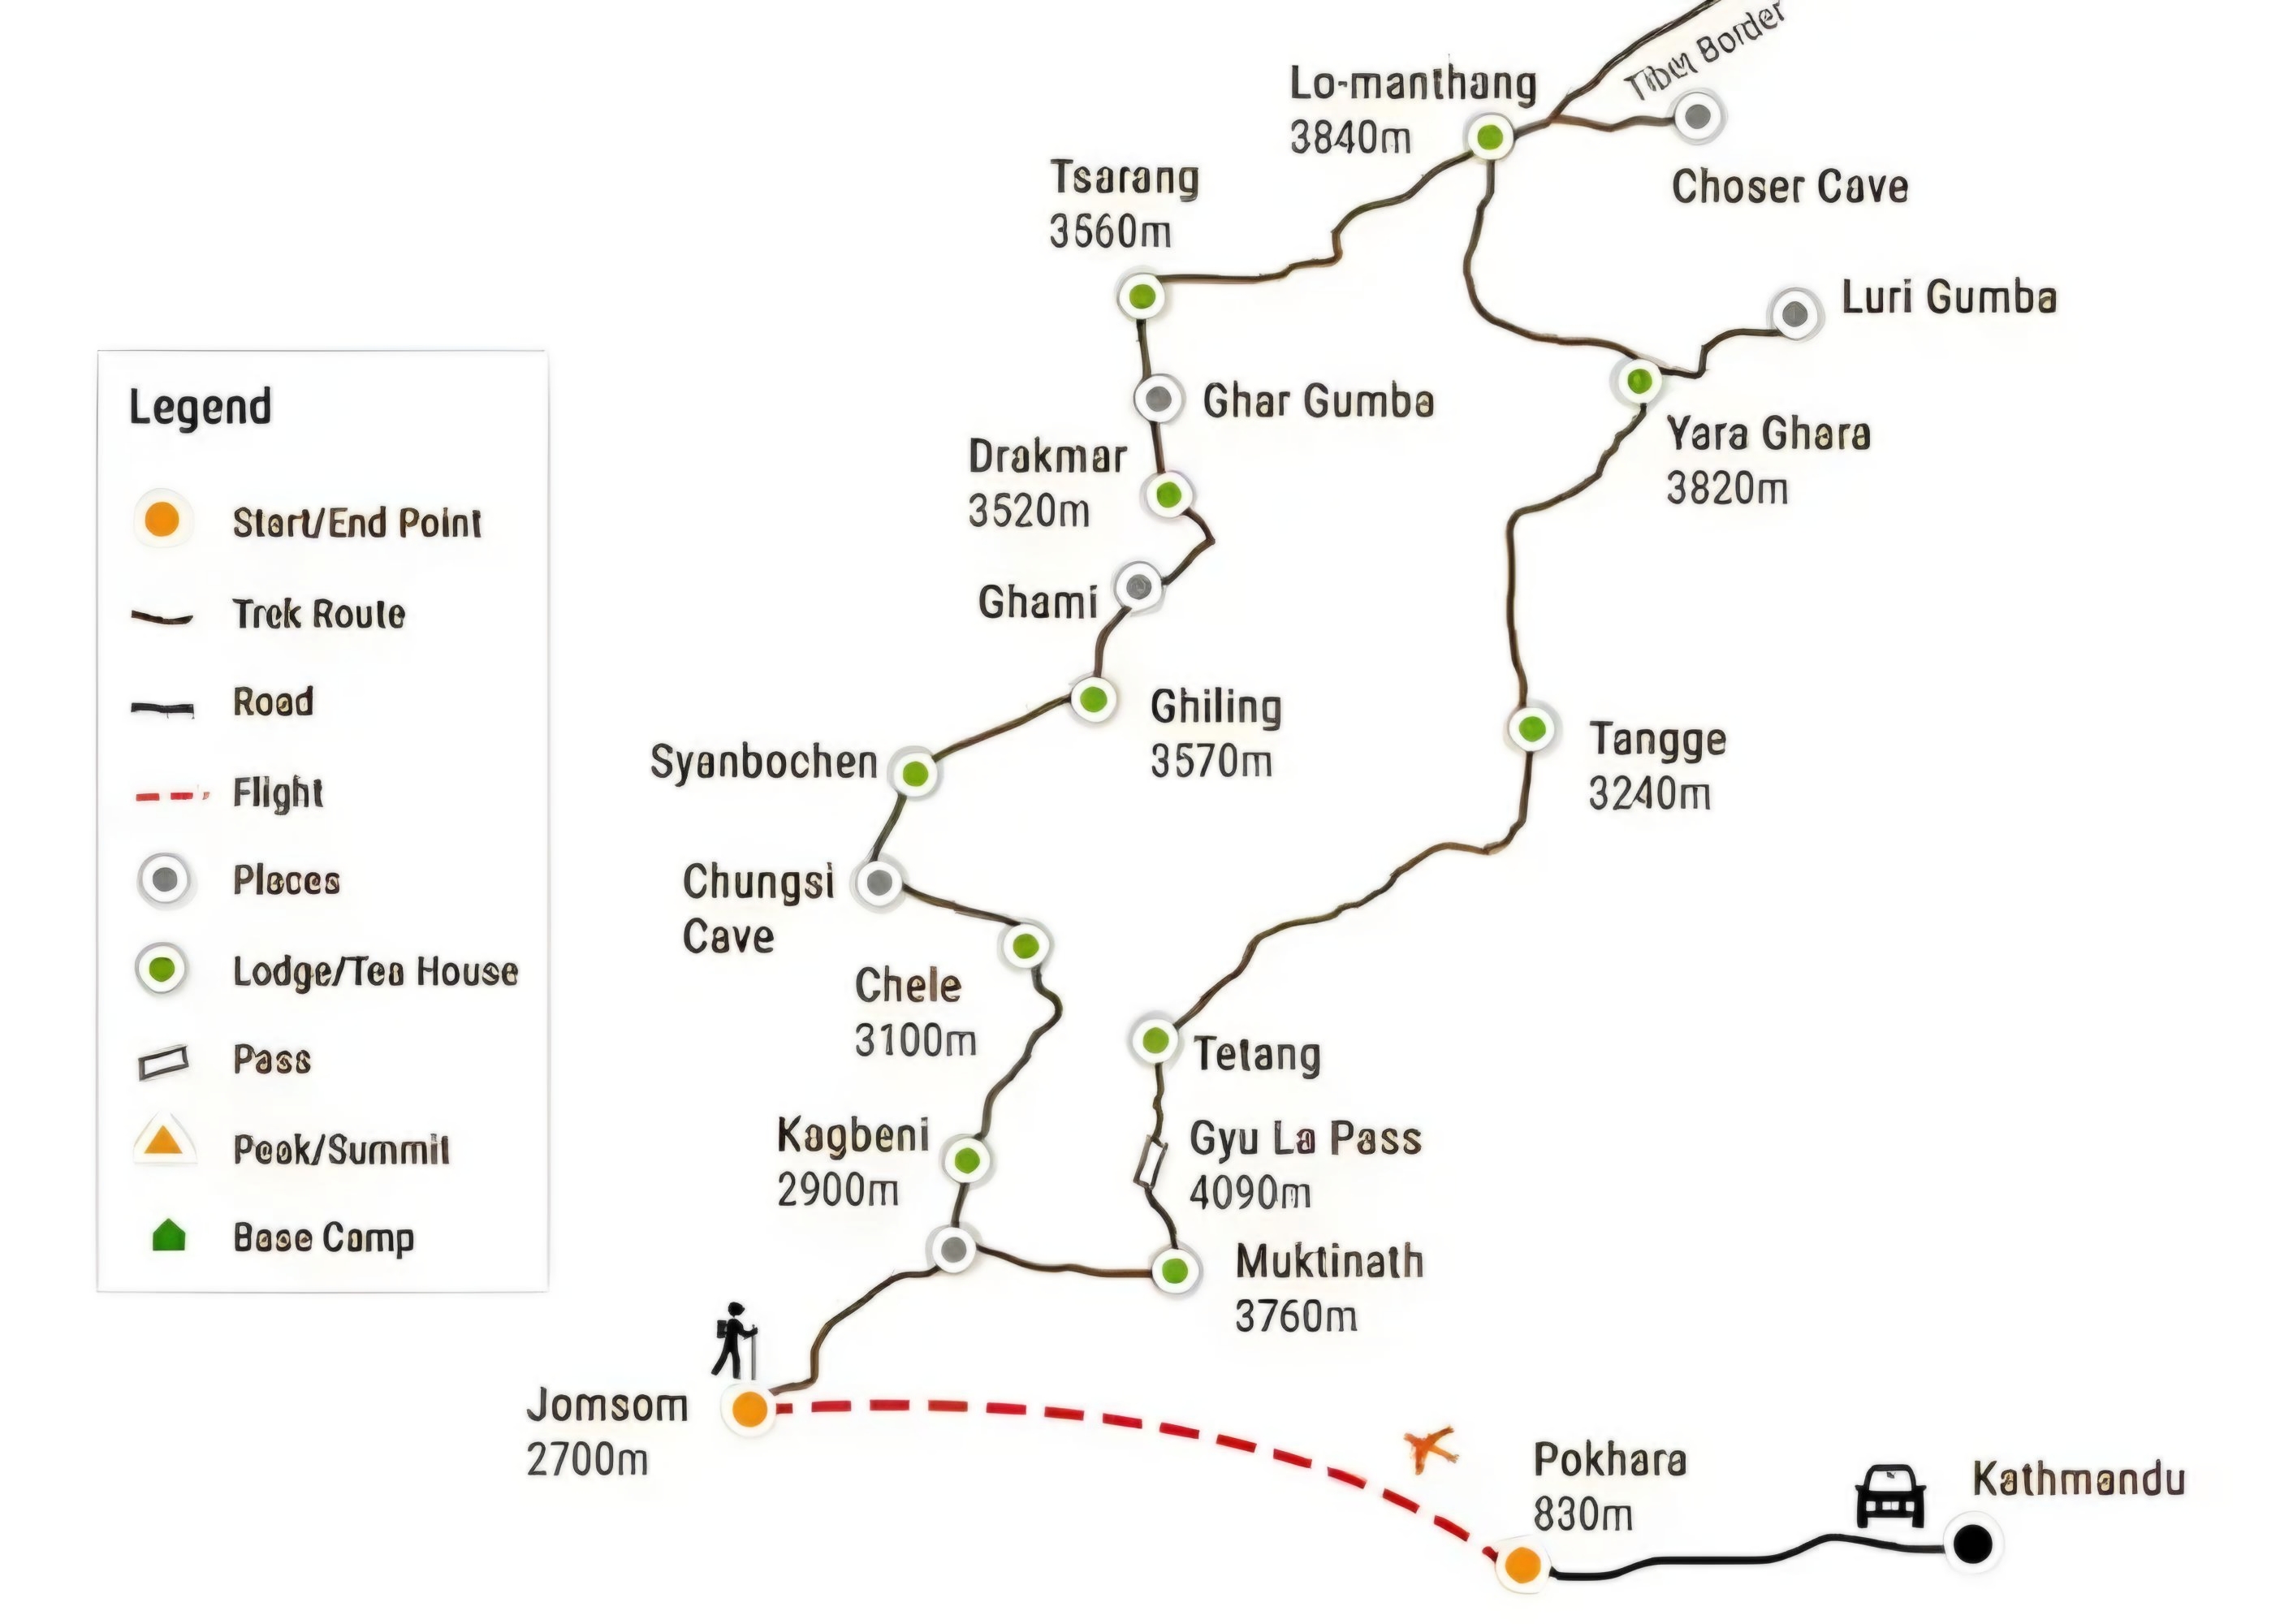 Tibet Border
Lo-manthang
3840m
Choser Cave
Tsarang
3560m
Luri Gumba
Ghar Gumba
Yara Ghara
3820m
Drakmar
3520m
Ghami
Ghiling
3570m
Syanbochen
Tangge
3240m
Chungsi
Cave
Chele
3100m
Tetang
Kagbeni
2900m
Gyu La Pass
4090m
Muktinath
3760m
Jomsom
2700m
Pokhara
830m
Kathmandu
Legend
Start/End Point
Trek Route
Road
Flight
Places
Lodge/Tea House
Pass
Peak/Summit
Base Camp